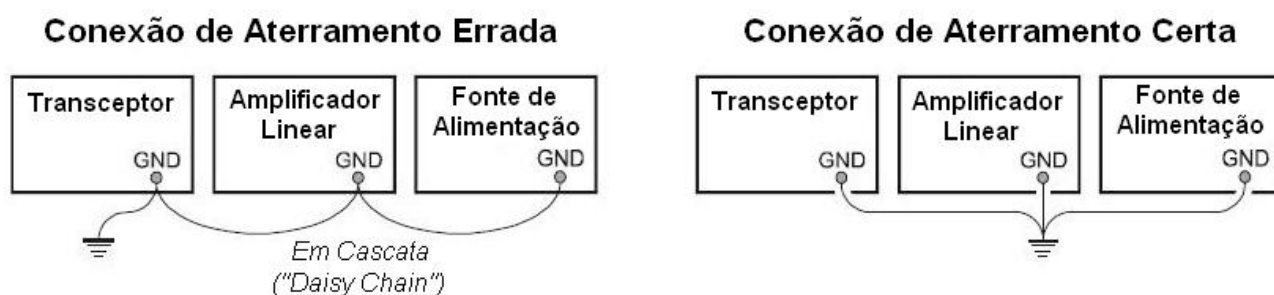 Conexão de Aterramento Errada
Transceptor
GND
Amplificador
Linear
GND
Fonte de
Alimentação
GND
Em Cascata
("Daisy Chain")
Conexão de Aterramento Certa
Transceptor
GND
Amplificador
Linear
GND
Fonte de
Alimentação
GND